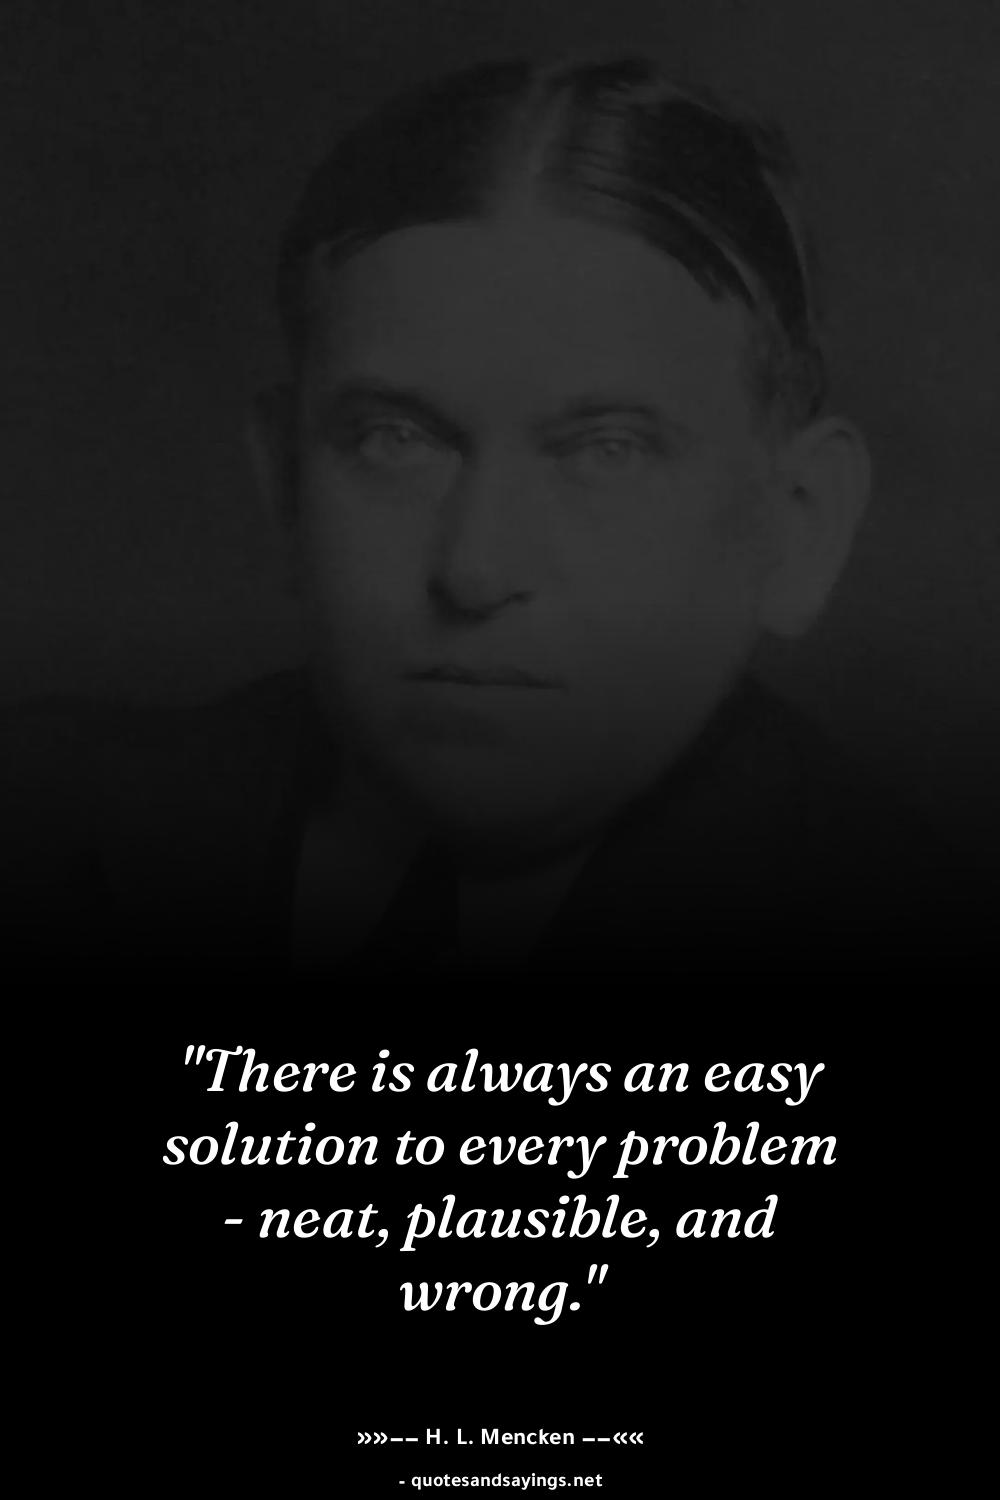 "There is always an easy
solution to every problem
- neat, plausible, and
wrong."
»»−− H. L. Mencken −−««
- quotesandsayings.net